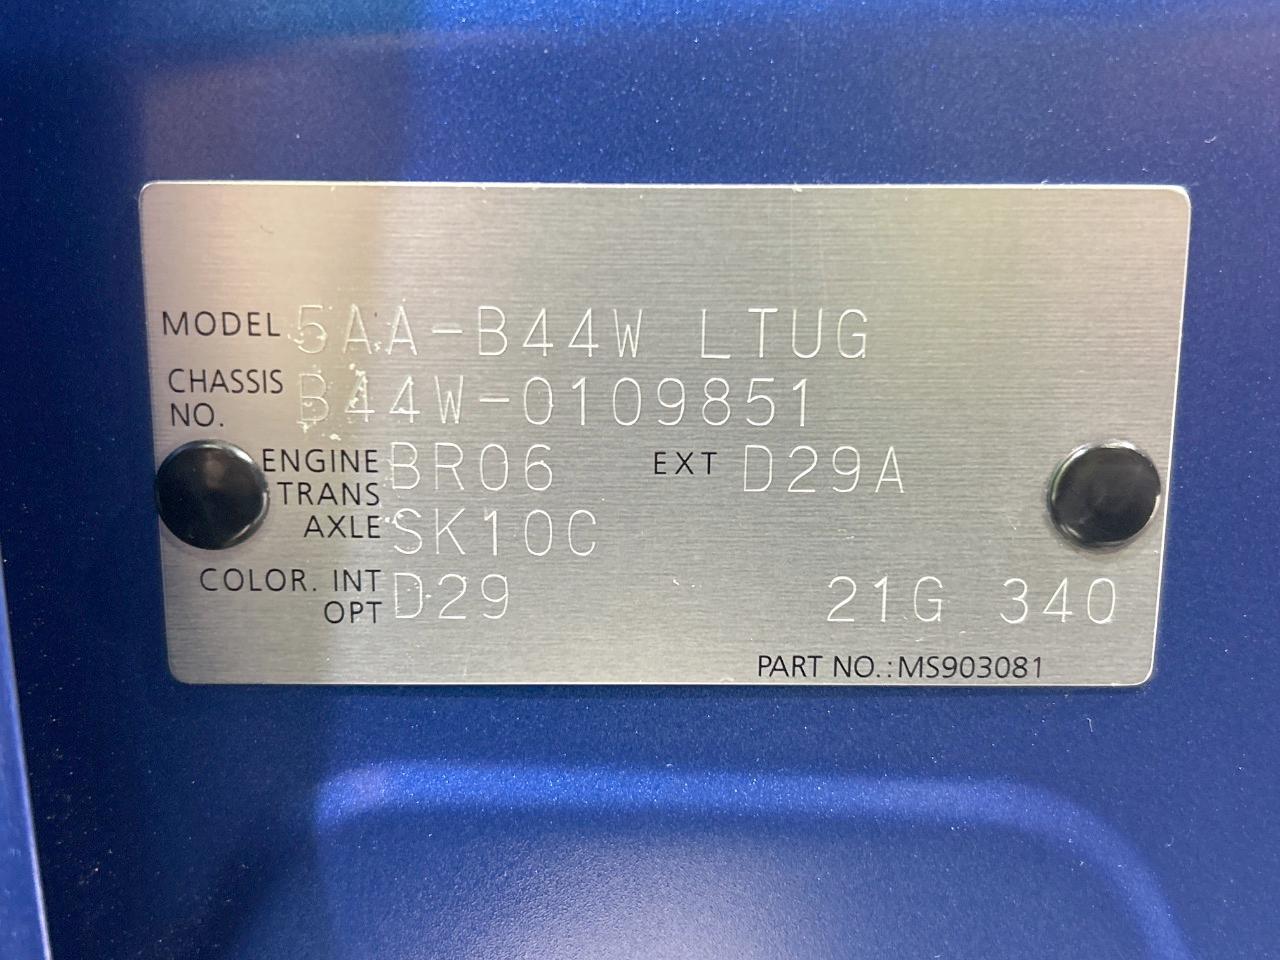 MODEL 5AA-B44W LTUG
CHASSIS NO. B44W-0109851
ENGINE BR06 EXT D29A
TRANS AXLE SK10C
COLOR. INT OPT D29 21G 340
PART NO.: MS903081